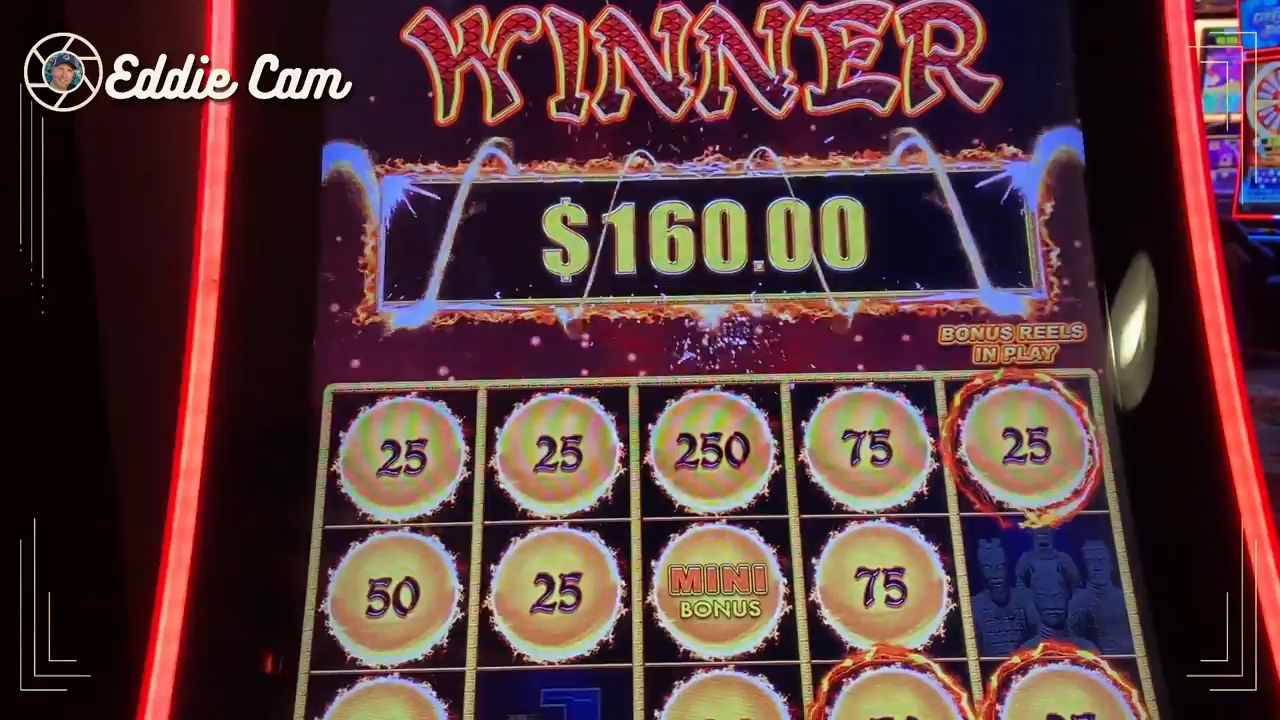 Eddie Cam
WINNER
$160.00
BONUS REELS
IN PLAY
25 25 250 75 25
50 25 MINI BONUS 75